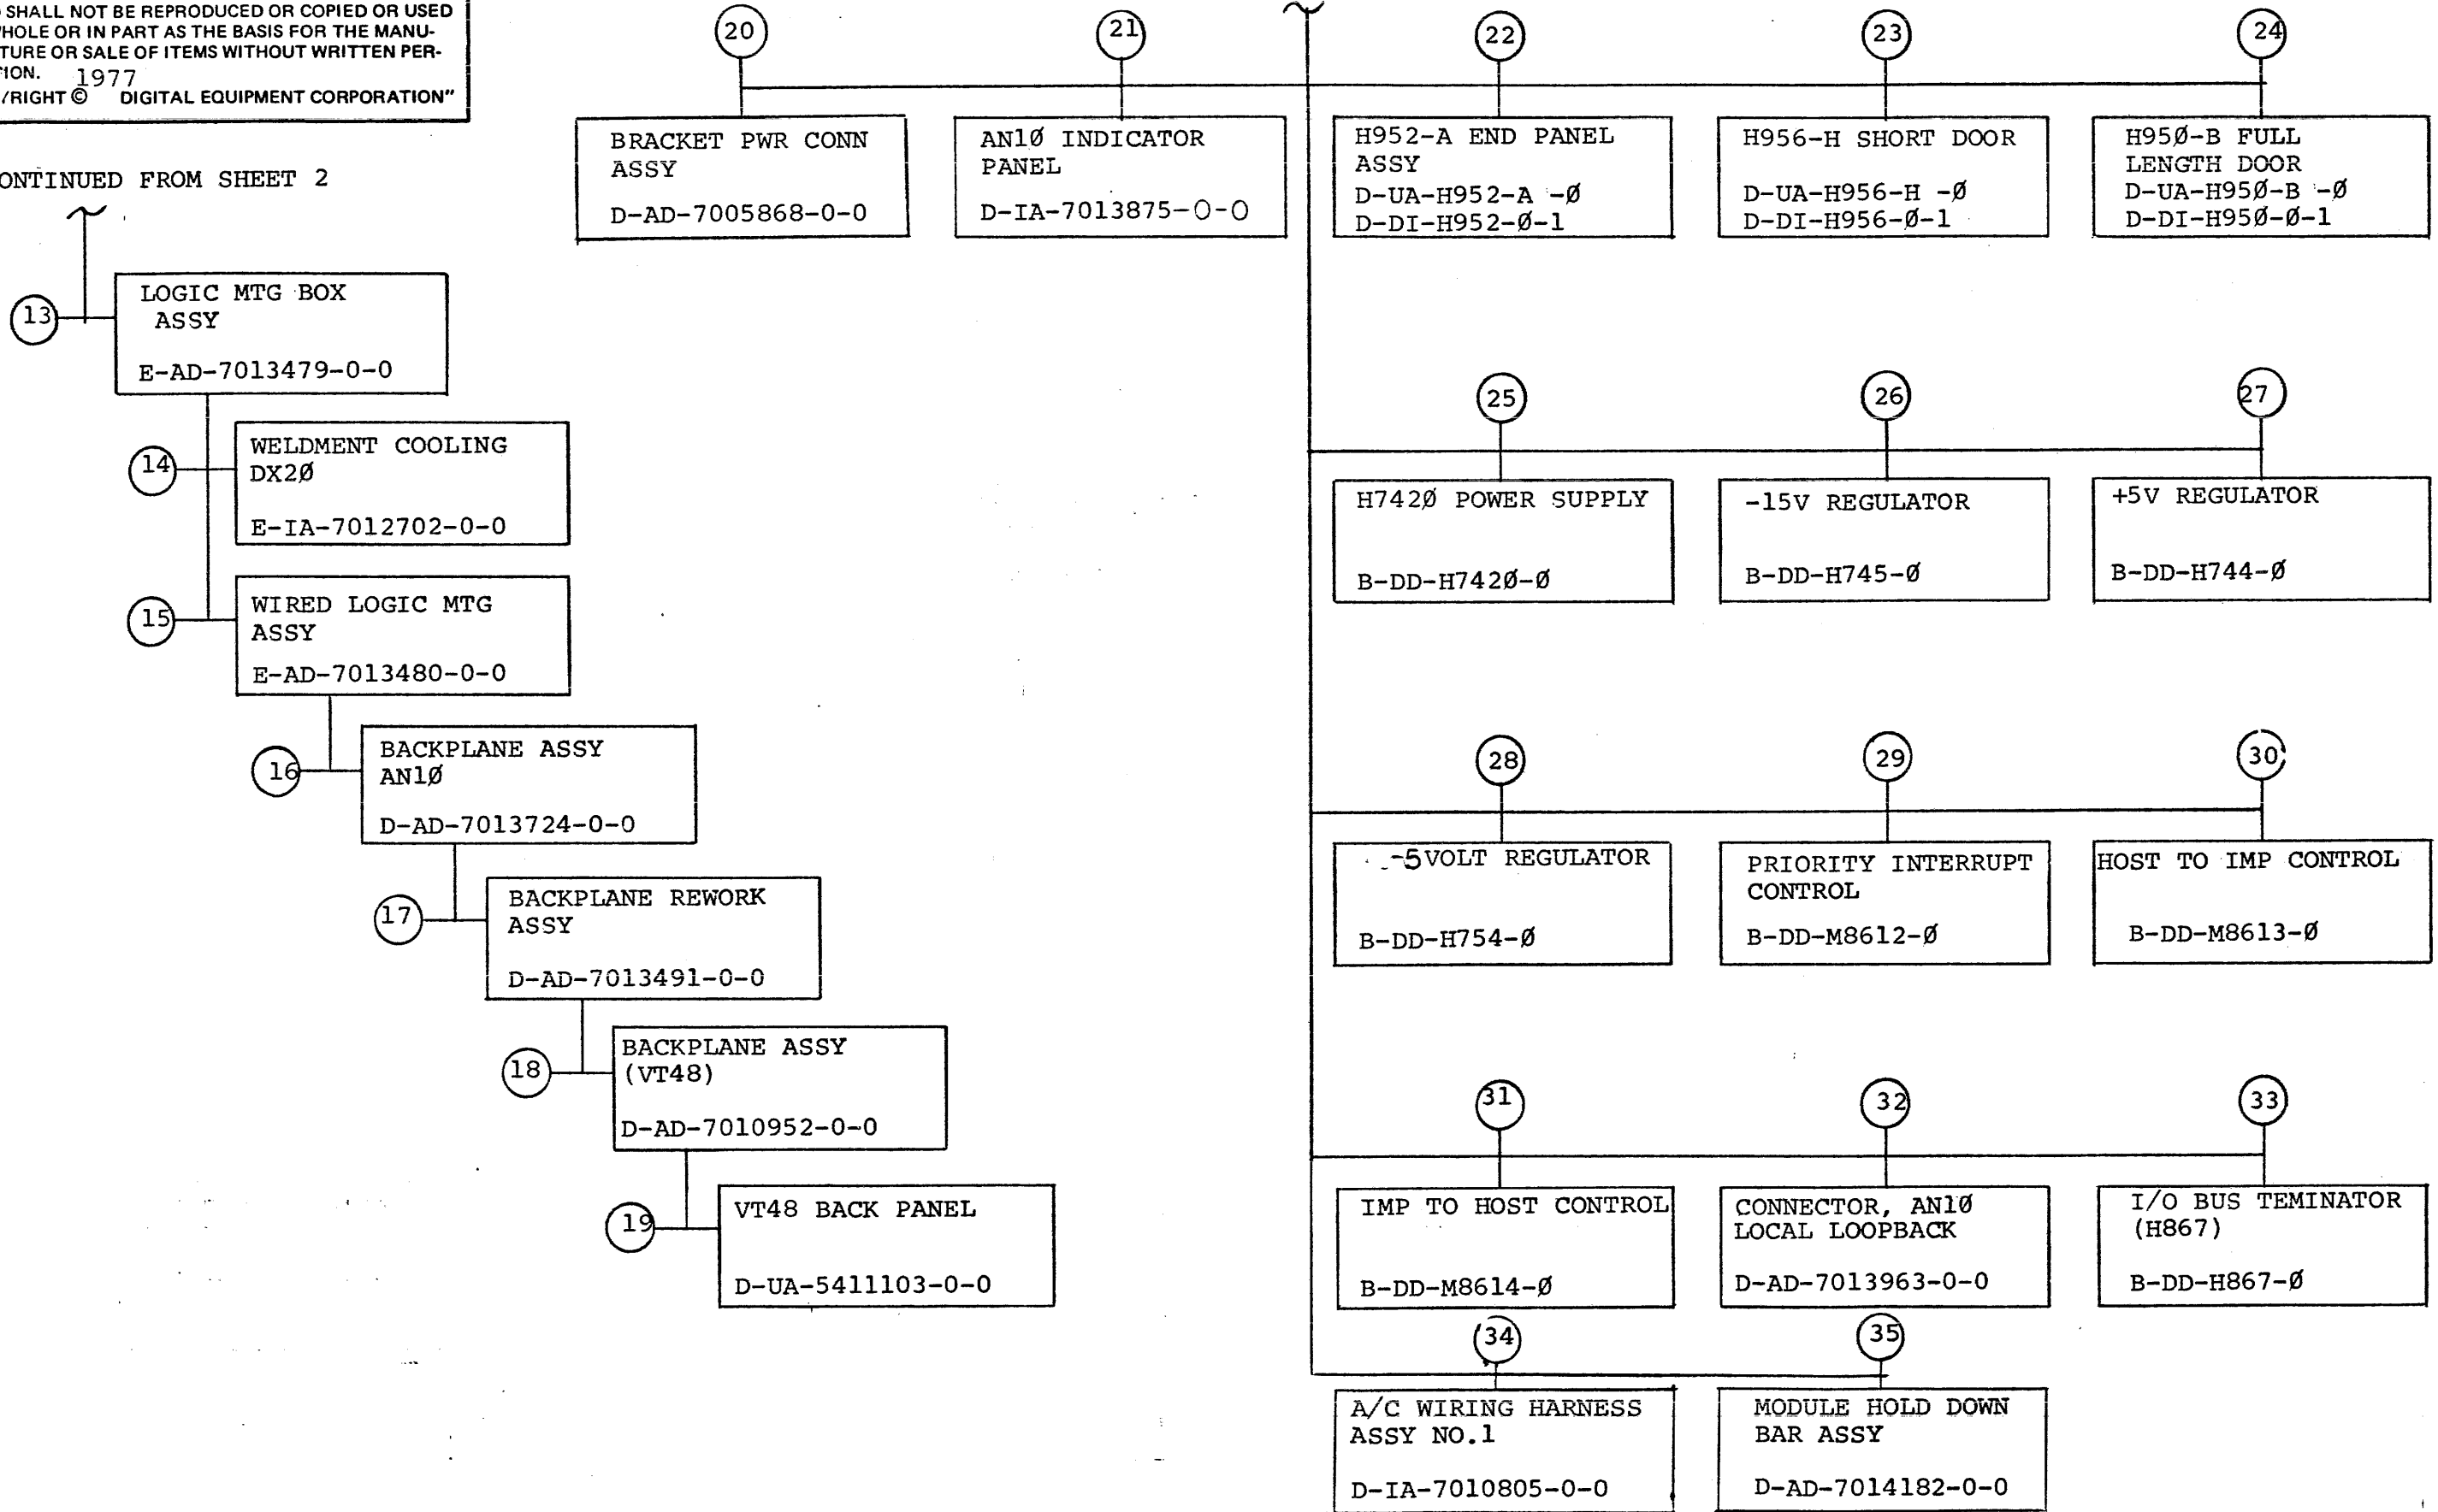 SHALL NOT BE REPRODUCED OR COPIED OR USED
HOLE OR IN PART AS THE BASIS FOR THE MANU-
TURE OR SALE OF ITEMS WITHOUT WRITTEN PER-
ION. 1977
/RIGHT © DIGITAL EQUIPMENT CORPORATION"
ONTINUED FROM SHEET 2
13
LOGIC MTG BOX
ASSY
E-AD-7013479-0-0
14
WELDMENT COOLING
DX2Ø
E-IA-7012702-0-0
15
WIRED LOGIC MTG
ASSY
E-AD-7013480-0-0
16
BACKPLANE ASSY
AN1Ø
D-AD-7013724-0-0
17
BACKPLANE REWORK
ASSY
D-AD-7013491-0-0
18
BACKPLANE ASSY
(VT48)
D-AD-7010952-0-0
19
VT48 BACK PANEL
D-UA-5411103-0-0
20
BRACKET PWR CONN
ASSY
D-AD-7005868-0-0
21
AN1Ø INDICATOR
PANEL
D-IA-7013875-0-0
22
H952-A END PANEL
ASSY
D-UA-H952-A -Ø
D-DI-H952-Ø-1
23
H956-H SHORT DOOR
D-UA-H956-H -Ø
D-DI-H956-Ø-1
24
H95Ø-B FULL
LENGTH DOOR
D-UA-H95Ø-B -Ø
D-DI-H95Ø-Ø-1
25
H742Ø POWER SUPPLY
B-DD-H742Ø-Ø
26
-15V REGULATOR
B-DD-H745-Ø
27
+5V REGULATOR
B-DD-H744-Ø
28
-5VOLT REGULATOR
B-DD-H754-Ø
29
PRIORITY INTERRUPT
CONTROL
B-DD-M8612-Ø
30
HOST TO IMP CONTROL
B-DD-M8613-Ø
31
IMP TO HOST CONTROL
B-DD-M8614-Ø
32
CONNECTOR, AN1Ø
LOCAL LOOPBACK
D-AD-7013963-0-0
33
I/O BUS TEMINATOR
(H867)
B-DD-H867-Ø
34
A/C WIRING HARNESS
ASSY NO.1
D-IA-7010805-0-0
35
MODULE HOLD DOWN
BAR ASSY
D-AD-7014182-0-0